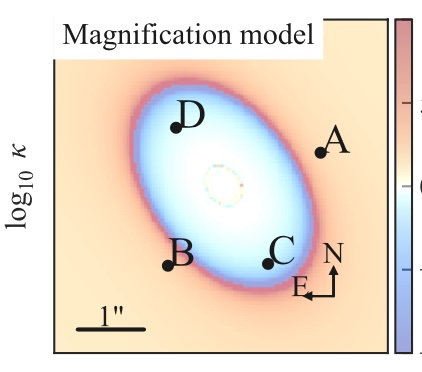 Magnification model
log₁₀ κ
D
A
B
C
N
E
1"